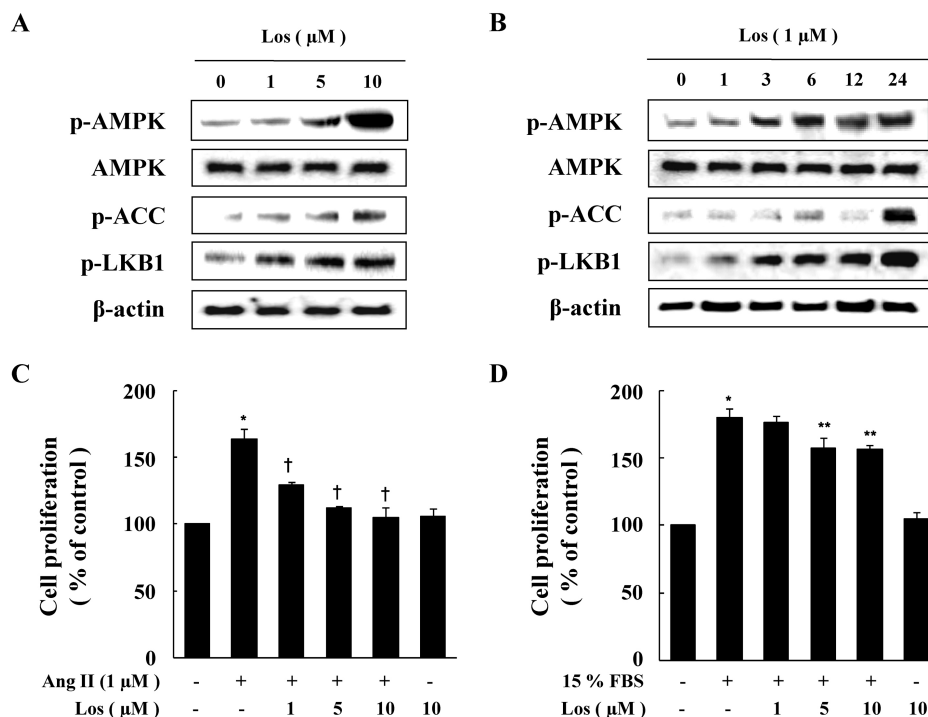 A
Los ( μM )
0 1 5 10
p-AMPK
AMPK
p-ACC
p-LKB1
β-actin
B
Los ( 1 μM )
0 1 3 6 12 24
p-AMPK
AMPK
p-ACC
p-LKB1
β-actin
C
Cell proliferation
( % of control )
200
150
100
50
0
*
†
†
†
Ang II (1 μM ) - + + + + -
Los ( μM ) 1 5 10 10
D
Cell proliferation
( % of control )
200
150
100
50
0
*
**
**
15 % FBS - + + + + -
Los ( μM ) 1 5 10 10